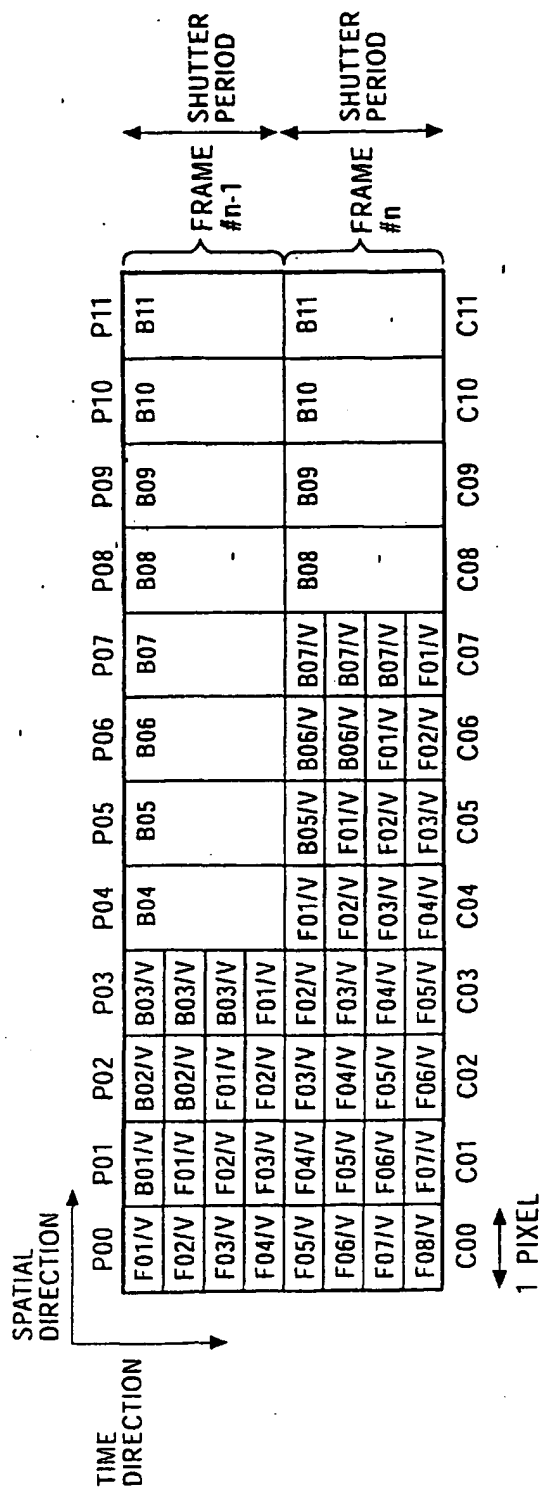 SPATIAL
DIRECTION
TIME
DIRECTION
P00 P01 P02 P03 P04 P05 P06 P07 P08 P09 P10 P11
F01/V B01/V B02/V B03/V B04 B05 B06 B07 B08 B09 B10 B11
F02/V F01/V B02/V B03/V
F03/V F02/V F01/V B03/V
F04/V F03/V F02/V F01/V
FRAME
#n-1
SHUTTER
PERIOD
F05/V F04/V F03/V F02/V F01/V B05/V B06/V B07/V B08 B09 B10 B11
F06/V F05/V F04/V F03/V F02/V F01/V B06/V B07/V
F07/V F06/V F05/V F04/V F03/V F02/V F01/V B07/V
F08/V F07/V F06/V F05/V F04/V F03/V F02/V F01/V
FRAME
#n
SHUTTER
PERIOD
C00 C01 C02 C03 C04 C05 C06 C07 C08 C09 C10 C11
1 PIXEL